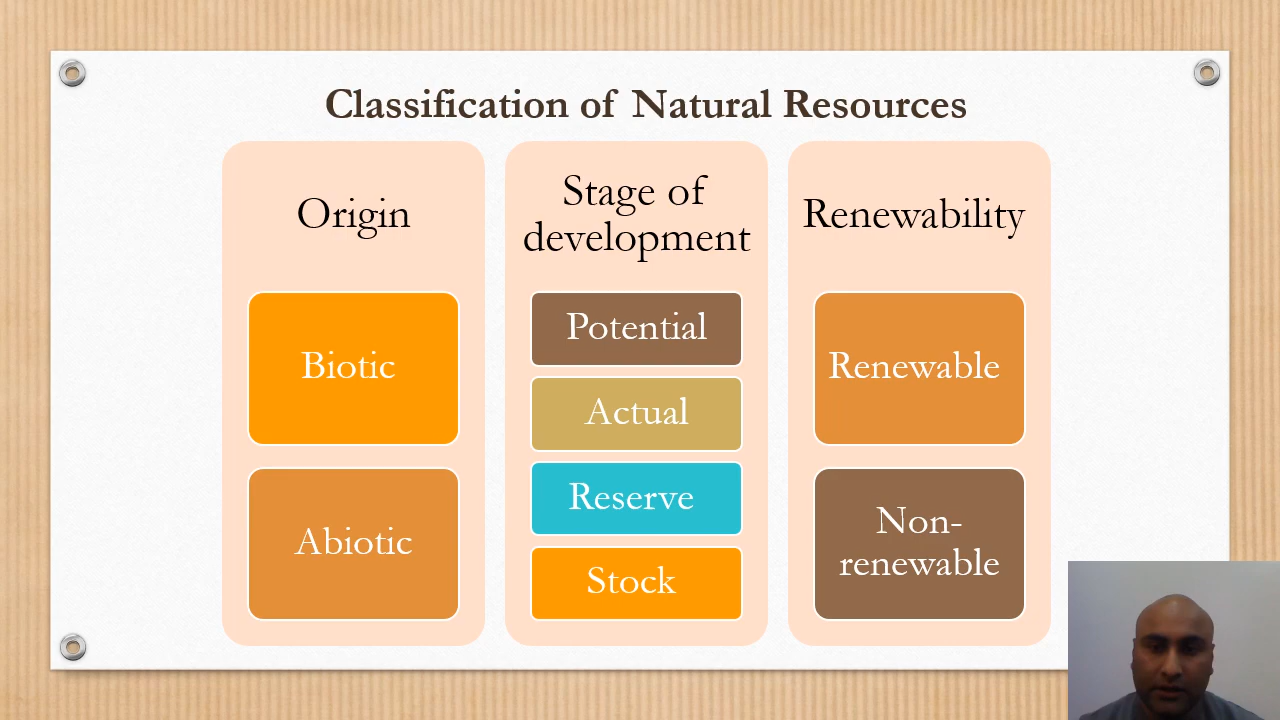 Classification of Natural Resources
Origin
Biotic
Abiotic
Stage of
development
Potential
Actual
Reserve
Stock
Renewability
Renewable
Non-
renewable